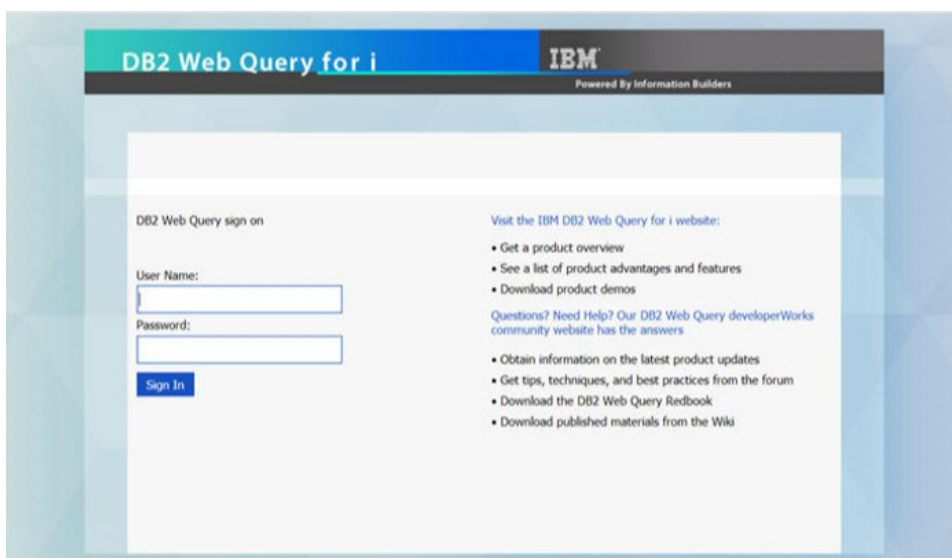 DB2 Web Query for i
IBM
Powered By Information Builders
DB2 Web Query sign on
User Name:
Password:
Sign In
Visit the IBM DB2 Web Query for i website:
• Get a product overview
• See a list of product advantages and features
• Download product demos
Questions? Need Help? Our DB2 Web Query developerWorks
community website has the answers
• Obtain information on the latest product updates
• Get tips, techniques, and best practices from the forum
• Download the DB2 Web Query Redbook
• Download published materials from the Wiki